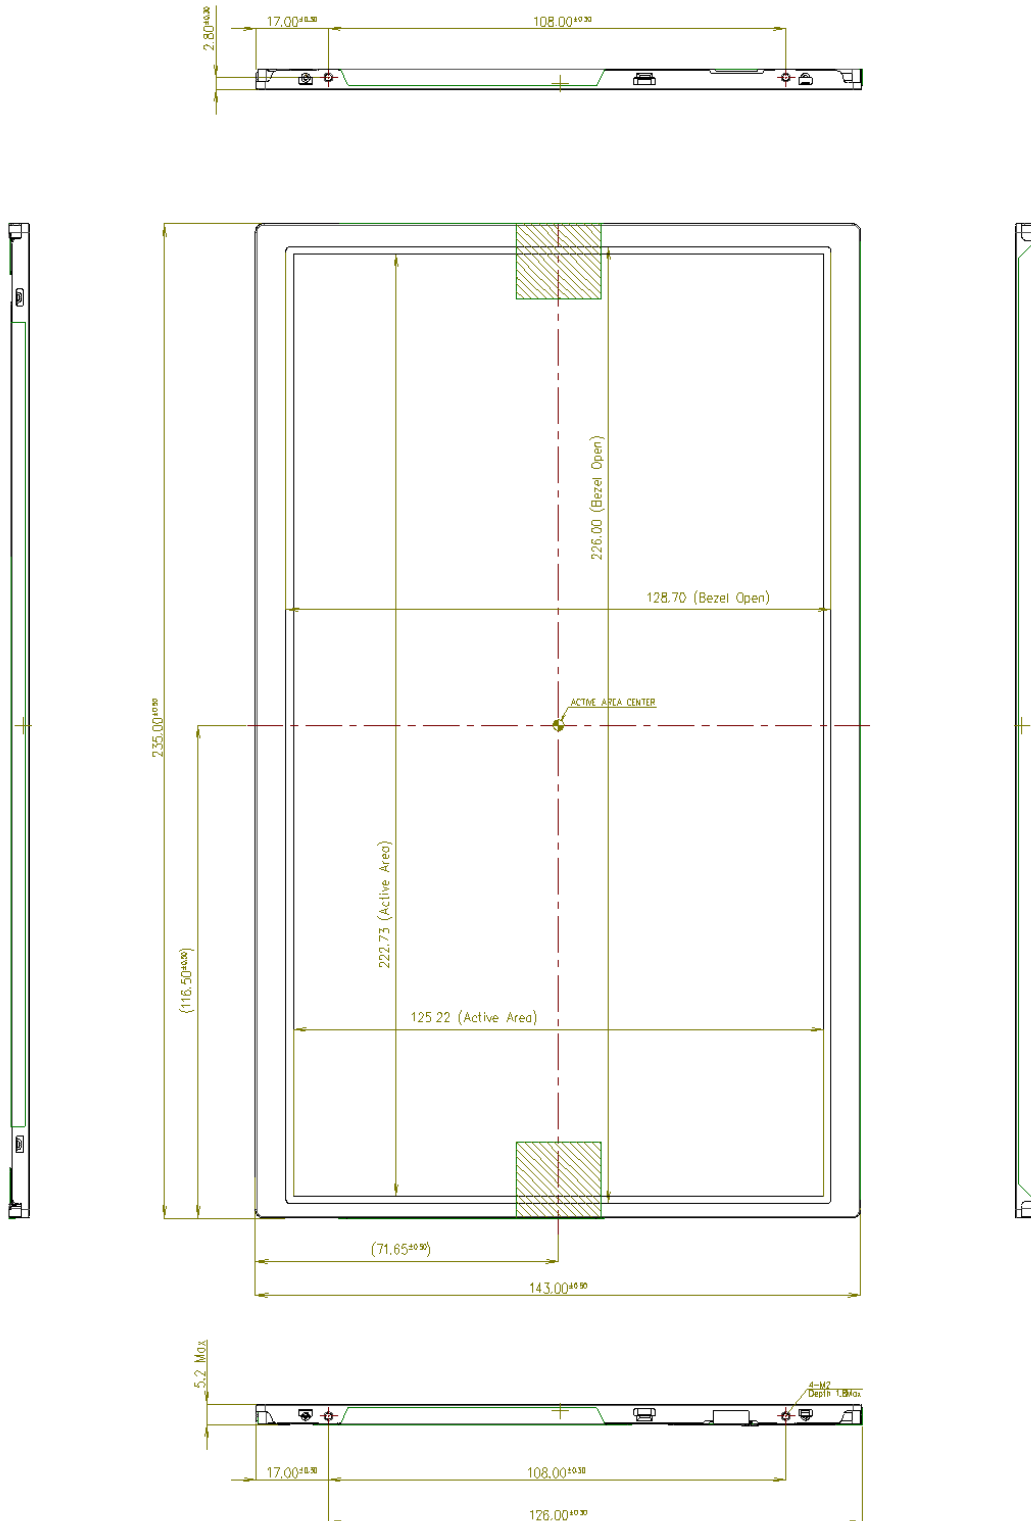 17.00±0.30
108.00±0.30
2.80±0.30
226.00 (Bezel Open)
128.70 (Bezel Open)
ACTIVE AREA CENTER
235.00±0.50
222.73 (Active Area)
(116.50±0.50)
125.22 (Active Area)
(71.65±0.50)
143.00±0.50
5.2 Max
4-M2
Depth 1.8Max
17.00±0.30
108.00±0.30
126.00±0.30